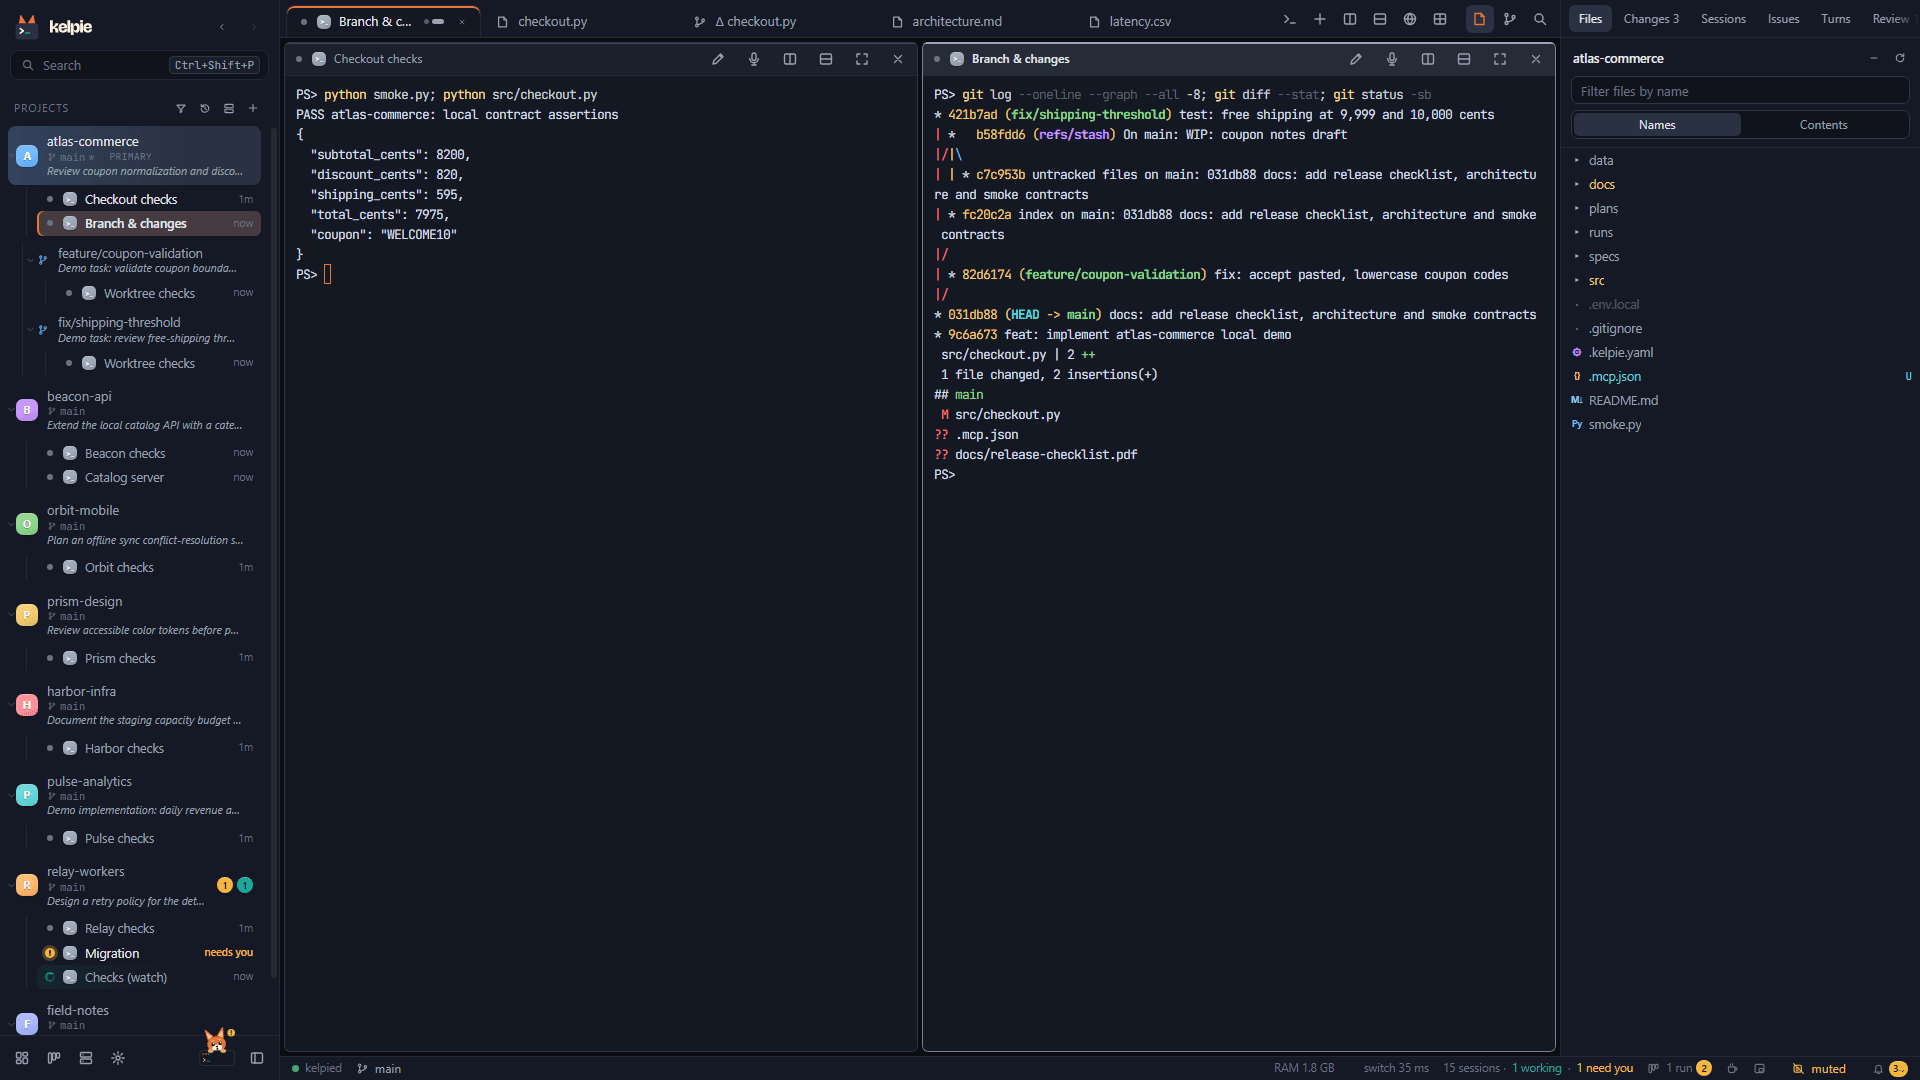 kelpie
Search Ctrl+Shift+P
PROJECTS
A
atlas-commerce
main * PRIMARY
Review coupon normalization and disco...
Checkout checks 1m
Branch & changes now
feature/coupon-validation
Demo task: validate coupon bounda...
Worktree checks now
fix/shipping-threshold
Demo task: review free-shipping thr...
Worktree checks now
B
beacon-api
main
Extend the local catalog API with a cate...
Beacon checks now
Catalog server now
O
orbit-mobile
main
Plan an offline sync conflict-resolution s...
Orbit checks 1m
P
prism-design
main
Review accessible color tokens before p...
Prism checks 1m
H
harbor-infra
main
Document the staging capacity budget ...
Harbor checks 1m
P
pulse-analytics
main
Demo implementation: daily revenue a...
Pulse checks 1m
R
relay-workers
main 1 1
Design a retry policy for the det...
Relay checks 1m
Migration needs you
Checks (watch) now
F
field-notes
main
Branch & c...
checkout.py
Δ checkout.py
architecture.md
latency.csv
Checkout checks
PS> python smoke.py; python src/checkout.py
PASS atlas-commerce: local contract assertions
{
"subtotal_cents": 8200,
"discount_cents": 820,
"shipping_cents": 595,
"total_cents": 7975,
"coupon": "WELCOME10"
}
PS>
Branch & changes
PS> git log --oneline --graph --all -8; git diff --stat; git status -sb
* 421b7ad (fix/shipping-threshold) test: free shipping at 9,999 and 10,000 cents
| *   b58fdd6 (refs/stash) On main: WIP: coupon notes draft
|/|\
| | * c7c953b untracked files on main: 031db88 docs: add release checklist, architectu
re and smoke contracts
| * fc20c2a index on main: 031db88 docs: add release checklist, architecture and smoke
contracts
|/
| * 82d6174 (feature/coupon-validation) fix: accept pasted, lowercase coupon codes
|/
* 031db88 (HEAD -> main) docs: add release checklist, architecture and smoke contracts
* 9c6a673 feat: implement atlas-commerce local demo
src/checkout.py | 2 ++
1 file changed, 2 insertions(+)
## main
M src/checkout.py
?? .mcp.json
?? docs/release-checklist.pdf
PS>
Files Changes 3 Sessions Issues Turns Review
atlas-commerce
Filter files by name
Names Contents
data
docs
plans
runs
specs
src
.env.local
.gitignore
.kelpie.yaml
{} .mcp.json U
M↓ README.md
Py smoke.py
kelpied main
RAM 1.8 GB switch 35 ms 15 sessions · 1 working · 1 need you 1 run 2 muted 3